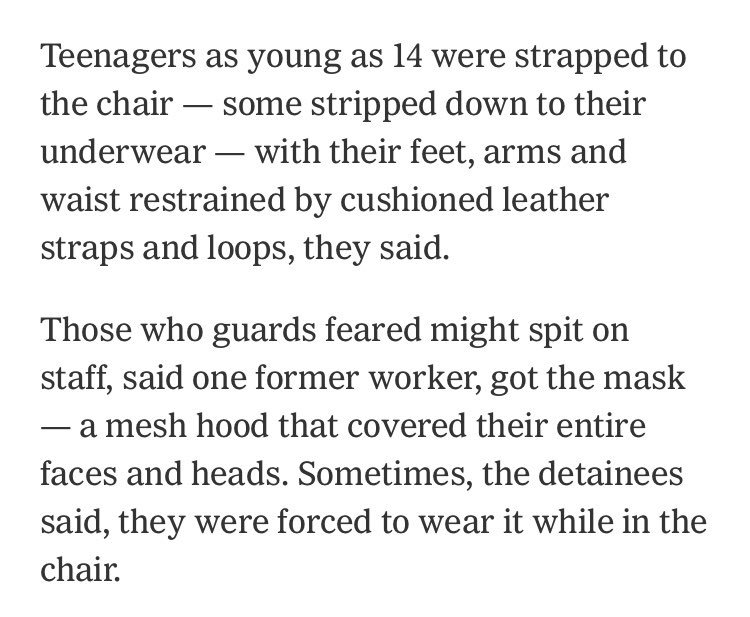 Teenagers as young as 14 were strapped to
the chair — some stripped down to their
underwear — with their feet, arms and
waist restrained by cushioned leather
straps and loops, they said.
Those who guards feared might spit on
staff, said one former worker, got the mask
— a mesh hood that covered their entire
faces and heads. Sometimes, the detainees
said, they were forced to wear it while in the
chair.